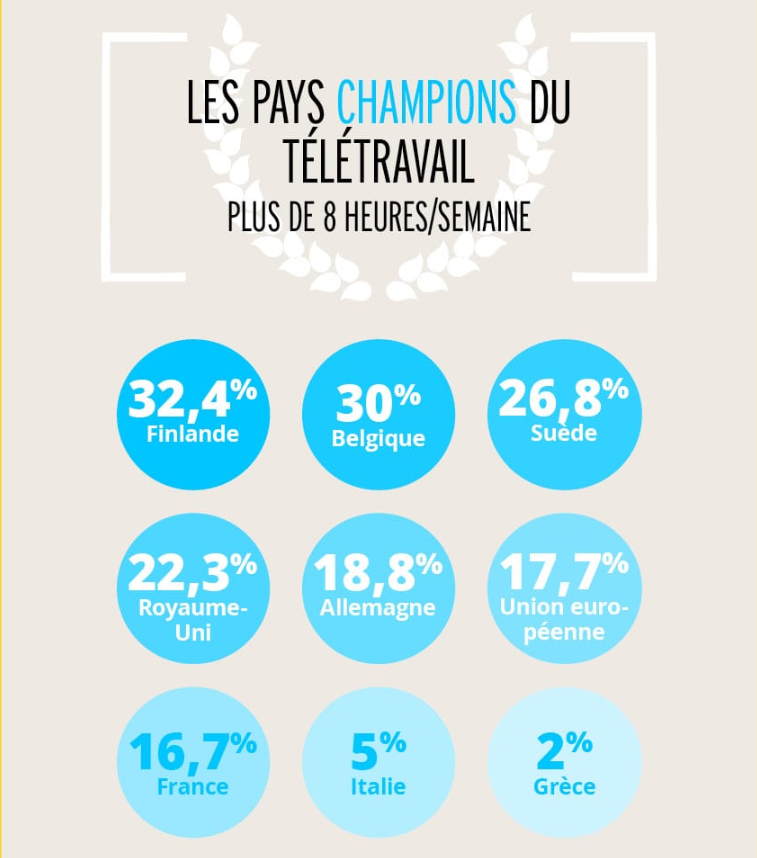 LES PAYS CHAMPIONS DU
TÉLÉTRAVAIL
PLUS DE 8 HEURES/SEMAINE
32,4%
Finlande
30%
Belgique
26,8%
Suède
22,3%
Royaume-
Uni
18,8%
Allemagne
17,7%
Union euro-
péenne
16,7%
France
5%
Italie
2%
Grèce